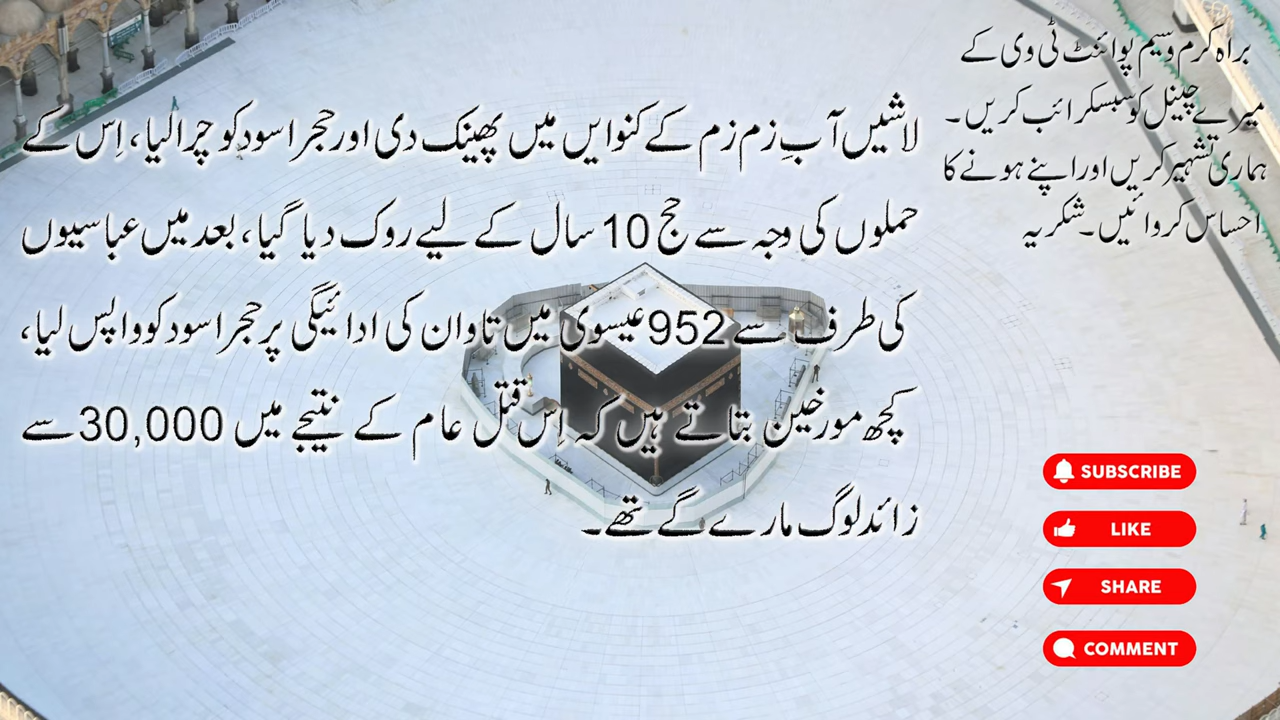 براہ کرم وسیم پوائنٹ ٹی وی کے
میرے چینل کو سبسکرائب کریں۔
ہماری تشہیر کریں اور اپنے ہونے کا
احساس کروائیں۔ شکریہ
لاشیں آبِ زم زم کے کنوایں میں پھینک دی اور حجر اسود کو چرا لیا، اِس کے
حملوں کی وجہ سے حج 10 سال کے لیے روک دیا گیا، بعد میں عباسیوں
کی طرف سے 952 عیسوی میں تاوان کی ادائیگی پر حجر اسود کو واپس لیا،
کچھ مورخین بتاتے ہیں کہ اِس قتل عام کے نتیجے میں 30,000 سے
زائد لوگ مارے گے تھے۔
SUBSCRIBE
LIKE
SHARE
COMMENT